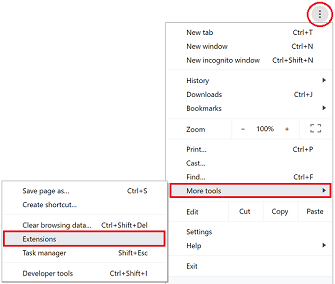 New tab Ctrl+T
New window Ctrl+N
New incognito window Ctrl+Shift+N
History
Downloads Ctrl+J
Bookmarks
Zoom - 100% +
Print... Ctrl+P
Cast...
Find... Ctrl+F
More tools
Edit Cut Copy Paste
Settings
Help
Exit
Save page as... Ctrl+S
Create shortcut...
Clear browsing data... Ctrl+Shift+Del
Extensions
Task manager Shift+Esc
Developer tools Ctrl+Shift+I